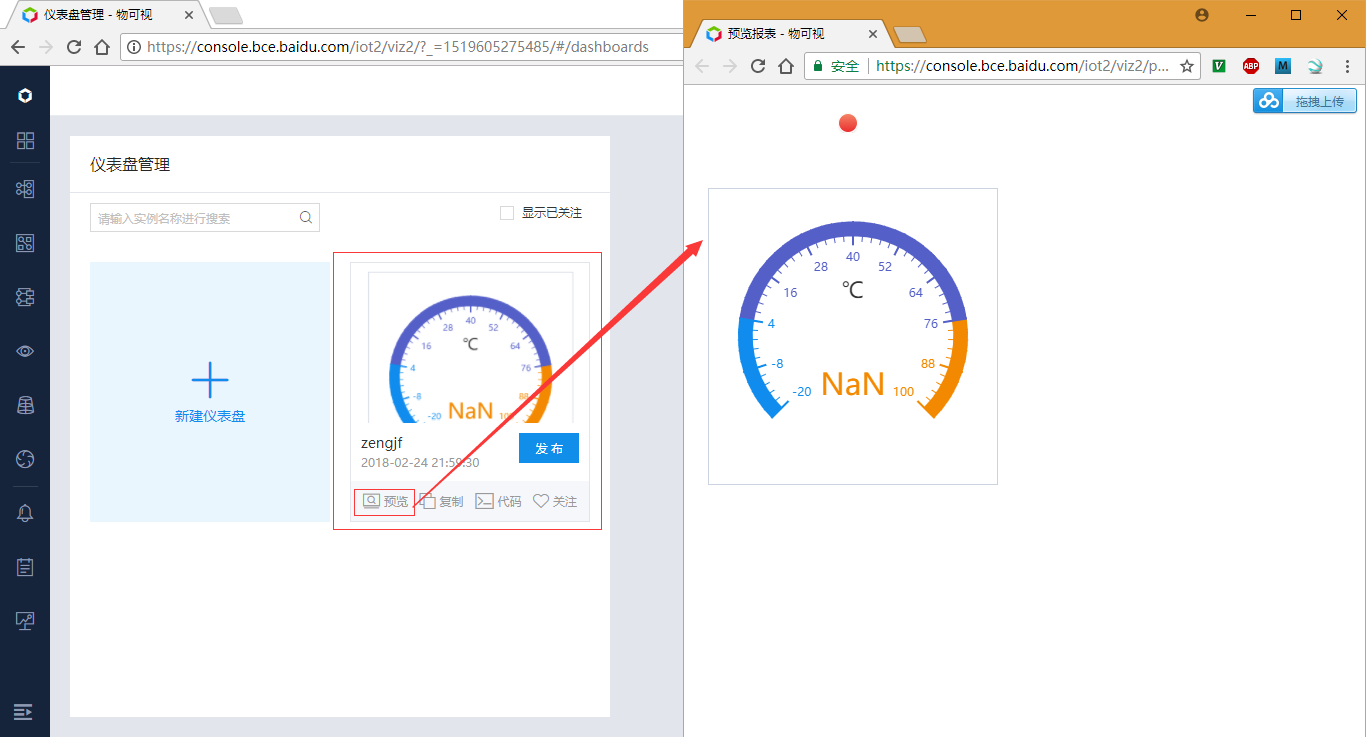 仪表盘管理 - 物可视
https://console.bce.baidu.com/iot2/viz2/?_=1519605275485/#/dashboards
仪表盘管理
请输入实例名称进行搜索
显示已关注
新建仪表盘
-20
-8
4
16
28
40
52
64
76
88
100
℃
NaN
zengjf
2018-02-24 21:59:30
发 布
预览
复制
代码
关注
预览报表 - 物可视
安全
https://console.bce.baidu.com/iot2/viz2/p...
V
ABP
M
拖拽上传
-20
-8
4
16
28
40
52
64
76
88
100
℃
NaN